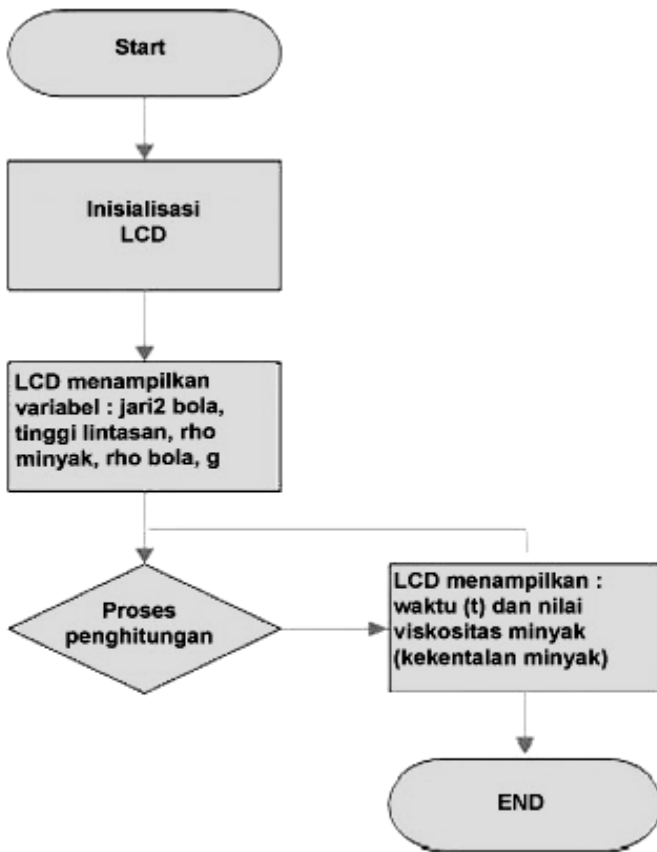 Start
Inisialisasi
LCD
LCD menampilkan
variabel : jari2 bola,
tinggi lintasan, rho
minyak, rho bola, g
Proses
penghitungan
LCD menampilkan :
waktu (t) dan nilai
viskositas minyak
(kekentalan minyak)
END